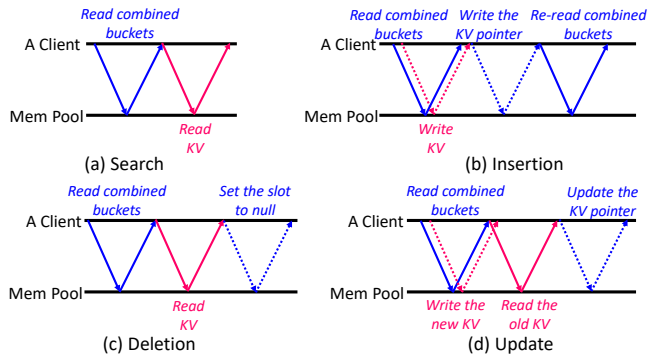 Read combined
buckets
A Client
Mem Pool
Read
KV
(a) Search
Read combined
buckets
Write the
KV pointer
Re-read combined
buckets
A Client
Mem Pool
Write
KV
(b) Insertion
Read combined
buckets
Set the slot
to null
A Client
Mem Pool
Read
KV
(c) Deletion
Read combined
buckets
Update the
KV pointer
A Client
Mem Pool
Write the
new KV
Read the
old KV
(d) Update